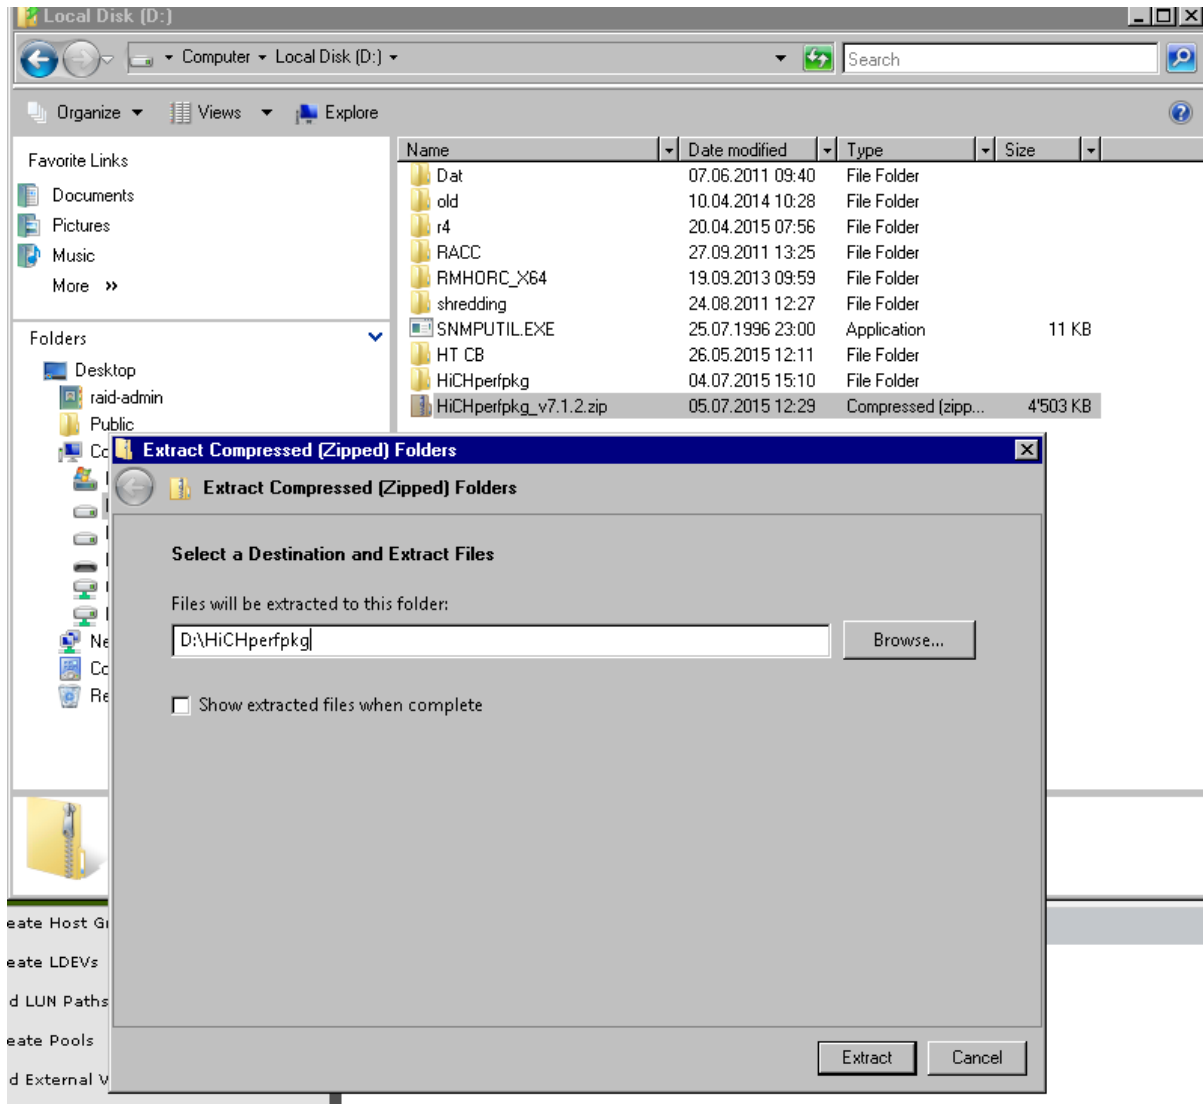 Local Disk (D:)
Computer Local Disk (D:)
Search
Organize Views Explore
Favorite Links
Documents
Pictures
Music
More »
Folders
Desktop
raid-admin
Public
Name Date modified Type Size
Dat 07.06.2011 09:40 File Folder
old 10.04.2014 10:28 File Folder
r4 20.04.2015 07:56 File Folder
RACC 27.09.2011 13:25 File Folder
RMHORC_X64 19.09.2013 09:59 File Folder
shredding 24.08.2011 12:27 File Folder
SNMPUTIL.EXE 25.07.1996 23:00 Application 11 KB
HT CB 26.05.2015 12:11 File Folder
HiCHperfpkg 04.07.2015 15:10 File Folder
HiCHperfpkg_v7.1.2.zip 05.07.2015 12:29 Compressed (zipp... 4'503 KB
Extract Compressed (Zipped) Folders
Extract Compressed (Zipped) Folders
Select a Destination and Extract Files
Files will be extracted to this folder:
D:\HiCHperfpkg
Browse...
Show extracted files when complete
Extract Cancel
Ne
Co
Re
eate Host Gr
eate LDEVs
d LUN Paths
eate Pools
d External V